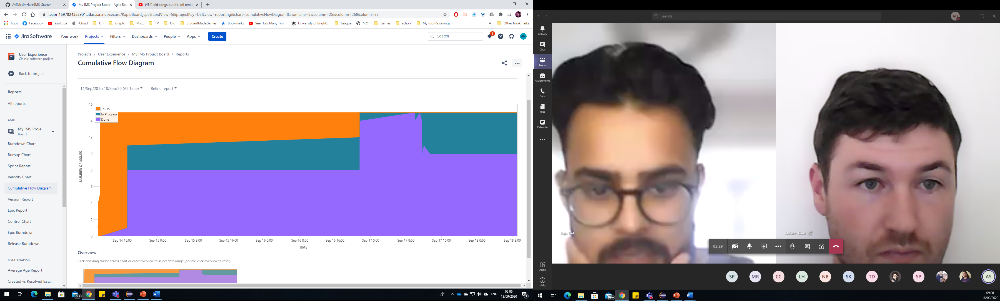 AviNissimHart/IMS-Starter
My IMS Project Board - Agile Bo
(484) old songs but it's lofi remix
team-1597824352901.atlassian.net/secure/RapidBoard.jspa?rapidView=5&projectKey=UE&view=reporting&chart=cumulativeFlowDiagram&swimlane=5&column=25&column=26&column=27
Apps Facebook YouTube iCloud Uni Crypto Misc. TV Old StudentMadeGames Bookmarks See How Many Tim... University of Bright... League יזכור Games school My room's savings » Other bookmarks
Jira Software Your work Projects Filters Dashboards People Apps Create Search 1 AN
User Experience
Classic software project
Back to project
Reports
All reports
AGILE
My IMS Proje...
Board
Burndown Chart
Burnup Chart
Sprint Report
Velocity Chart
Cumulative Flow Diagram
Version Report
Epic Report
Control Chart
Epic Burndown
Release Burndown
ISSUE ANALYSIS
Average Age Report
Created vs Resolved Issu...
Projects / User Experience / My IMS Project Board / Reports
Cumulative Flow Diagram
14/Sep/20 to 18/Sep/20 (All Time) Refine report
To Do
In Progress
Done
16
14
12
10
8
6
4
2
0
NUMBER OF ISSUES
Sep 14 16:00 Sep 15 0:00 Sep 15 8:00 Sep 15 16:00 Sep 16 0:00 Sep 16 8:00 Sep 16 16:00 Sep 17 0:00 Sep 17 8:00 Sep 17 16:00 Sep 18 0:00 Sep 18 8:00
TIME
Overview
Click and drag cursor across chart or chart overview to select date range (double-click overview to reset).
99+
ENG
09:06
18/09/2020
1
Search
AH
Activity
Chat
Teams
Assignments
Calls
Files
Calendar
Apps
Help
Raja, Saif
Jackson, Owen
05:29
SP MR CC LH NB SK TD SP AS
99+
09:06
18/09/2020